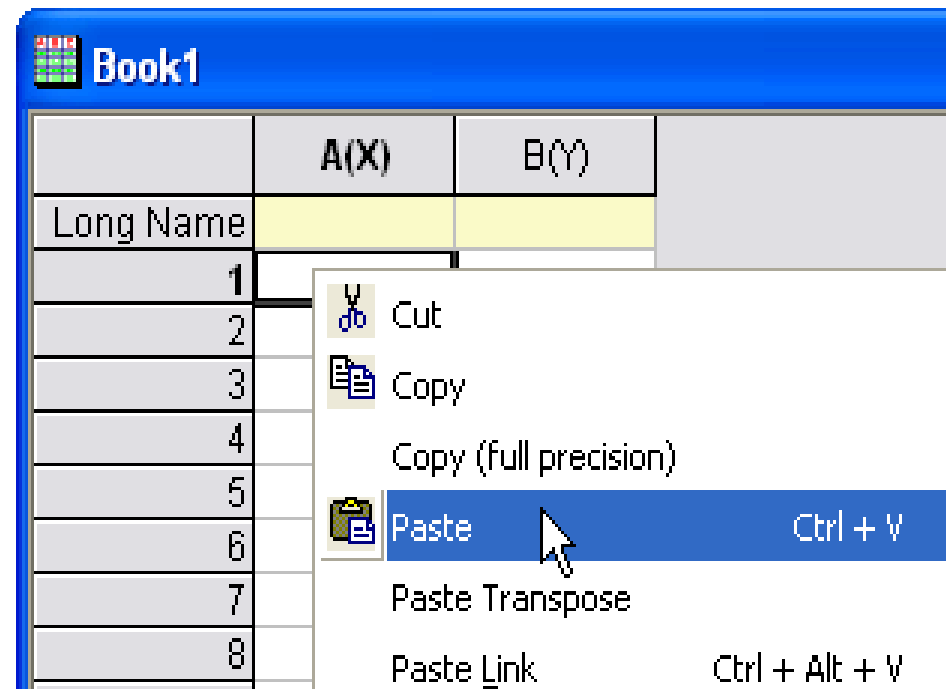 Book1
A(X) B(Y)
Long Name
1
2
3
4
5
6
7
8
Cut
Copy
Copy (full precision)
Paste Ctrl + V
Paste Transpose
Paste Link Ctrl + Alt + V